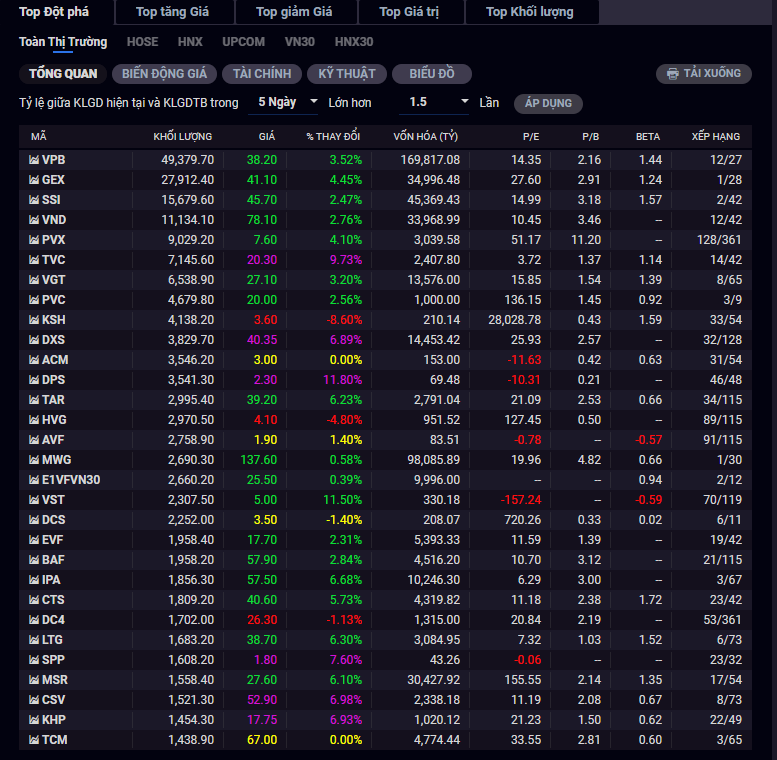 Top Đột phá Top tăng Giá Top giảm Giá Top Giá trị Top Khối lượng
Toàn Thị Trường HOSE HNX UPCOM VN30 HNX30
TỔNG QUAN BIẾN ĐỘNG GIÁ TÀI CHÍNH KỸ THUẬT BIỂU ĐỒ TẢI XUỐNG
Tỷ lệ giữa KLGD hiện tại và KLGDTB trong 5 Ngày Lớn hơn 1.5 Lần ÁP DỤNG
MÃ KHỐI LƯỢNG GIÁ % THAY ĐỔI VỐN HÓA (TỶ) P/E P/B BETA XẾP HẠNG
VPB 49,379.70 38.20 3.52% 169,817.08 14.35 2.16 1.44 12/27
GEX 27,912.40 41.10 4.45% 34,996.48 27.60 2.91 1.24 1/28
SSI 15,679.60 45.70 2.47% 45,369.43 14.99 3.18 1.57 2/42
VND 11,134.10 78.10 2.76% 33,968.99 10.45 3.46 -- 12/42
PVX 9,029.20 7.60 4.10% 3,039.58 51.17 11.20 -- 128/361
TVC 7,145.60 20.30 9.73% 2,407.80 3.72 1.37 1.14 14/42
VGT 6,538.90 27.10 3.20% 13,576.00 15.85 1.54 1.39 8/65
PVC 4,679.80 20.00 2.56% 1,000.00 136.15 1.45 0.92 3/9
KSH 4,138.20 3.60 -8.60% 210.14 28,028.78 0.43 1.59 33/54
DXS 3,829.70 40.35 6.89% 14,453.42 25.93 2.57 -- 32/128
ACM 3,546.20 3.00 0.00% 153.00 -11.63 0.42 0.63 31/54
DPS 3,541.30 2.30 11.80% 69.48 -10.31 0.21 -- 46/48
TAR 2,995.40 39.20 6.23% 2,791.04 21.09 2.53 0.66 34/115
HVG 2,970.50 4.10 -4.80% 951.52 127.45 0.50 -- 89/115
AVF 2,758.90 1.90 1.40% 83.51 -0.78 -- -0.57 91/115
MWG 2,690.30 137.60 0.58% 98,085.89 19.96 4.82 0.66 1/30
E1VFVN30 2,660.20 25.50 0.39% 9,996.00 -- -- 0.94 2/12
VST 2,307.50 5.00 11.50% 330.18 -157.24 -- -0.59 70/119
DCS 2,252.00 3.50 -1.40% 208.07 720.26 0.33 0.02 6/11
EVF 1,958.40 17.70 2.31% 5,393.33 11.59 1.39 -- 19/42
BAF 1,958.20 57.90 2.84% 4,516.20 10.70 3.12 -- 21/115
IPA 1,856.30 57.50 6.68% 10,246.30 6.29 3.00 -- 3/67
CTS 1,809.20 40.60 5.73% 4,319.82 11.18 2.38 1.72 23/42
DC4 1,702.00 26.30 -1.13% 1,315.00 20.84 2.19 -- 53/361
LTG 1,683.20 38.70 6.30% 3,084.95 7.32 1.03 1.52 6/73
SPP 1,608.20 1.80 7.60% 43.26 -0.06 -- -- 23/32
MSR 1,558.40 27.60 6.10% 30,427.92 155.55 2.14 1.35 17/54
CSV 1,521.30 52.90 6.98% 2,338.18 11.19 2.08 0.67 8/73
KHP 1,454.30 17.75 6.93% 1,020.12 21.23 1.50 0.62 22/49
TCM 1,438.90 67.00 0.00% 4,774.44 33.55 2.81 0.60 3/65